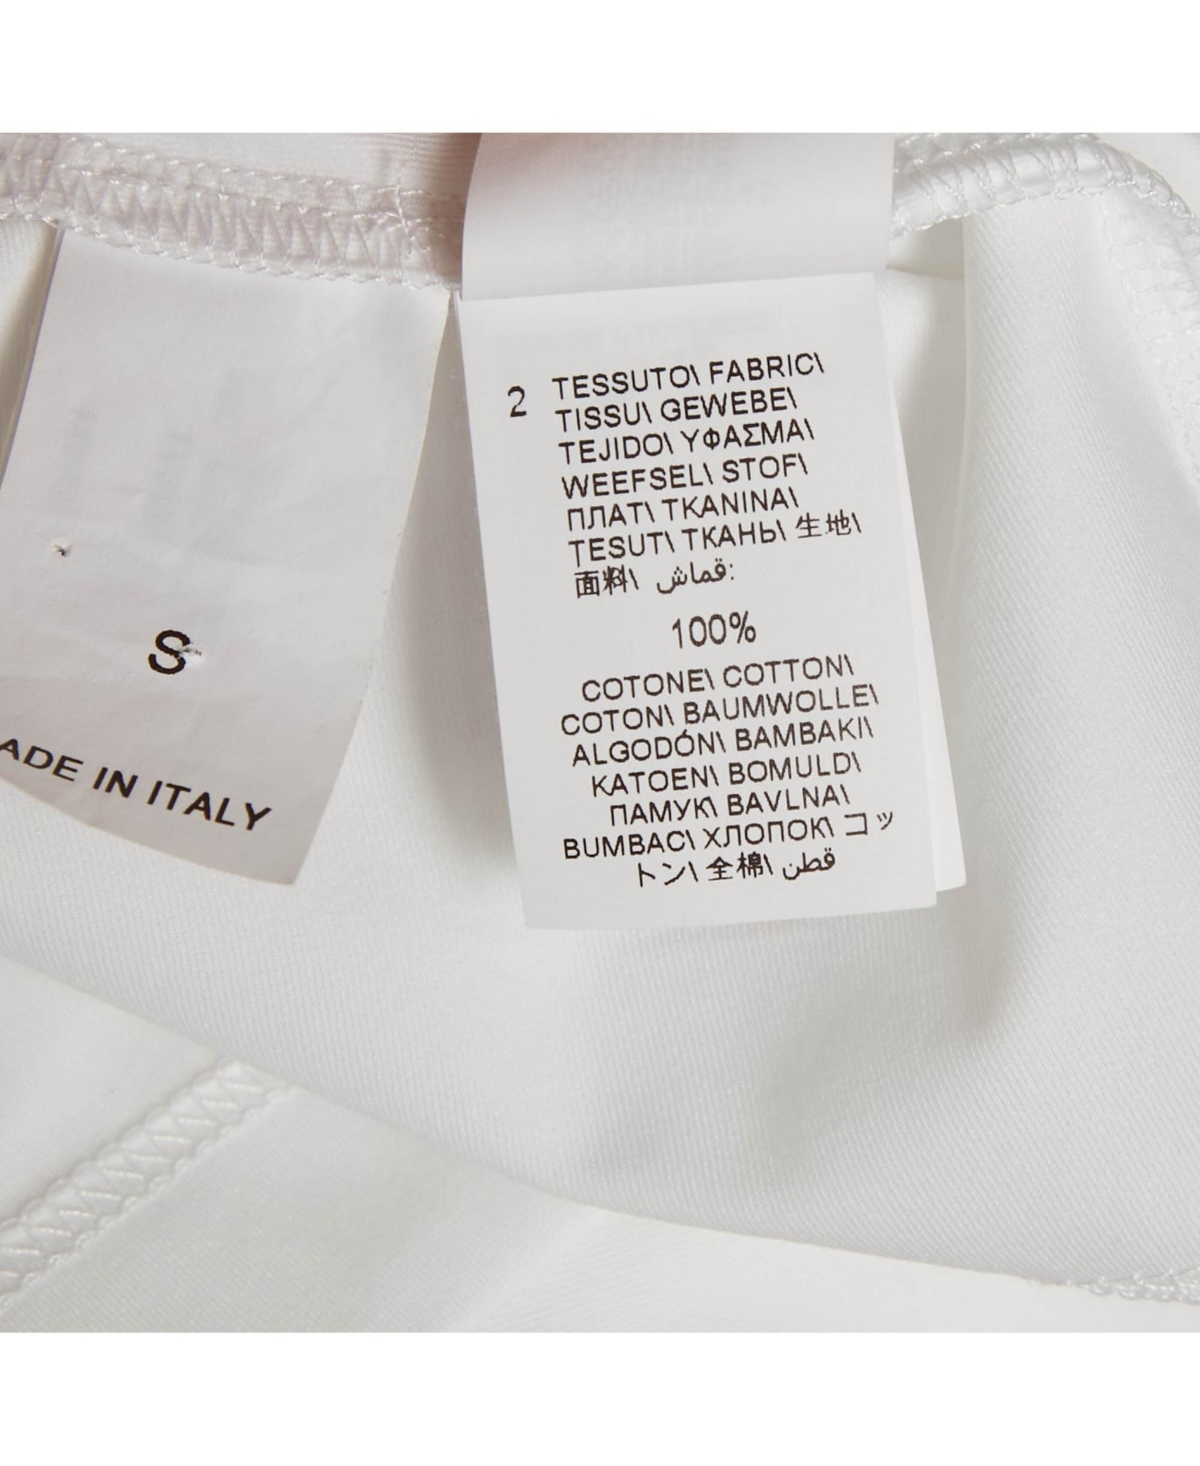 S
ADE IN ITALY
2 TESSUTO\ FABRIC\
TISSU\ GEWEBE\
TEJIDO\ ΥΦΑΣΜΑ\
WEEFSEL\ STOF\
ПЛАТ\ TKANINA\
TESUT\ ТКАНЬ\ 生地\
面料\ قماش:
100%
COTONE\ COTTON\
COTON\ BAUMWOLLE\
ALGODÓN\ BAMBAKI\
KATOEN\ BOMULD\
ПАМУК\ BAVLNA\
BUMBAC\ ХЛОПОК\ コッ
トン\ 全棉\ قطن